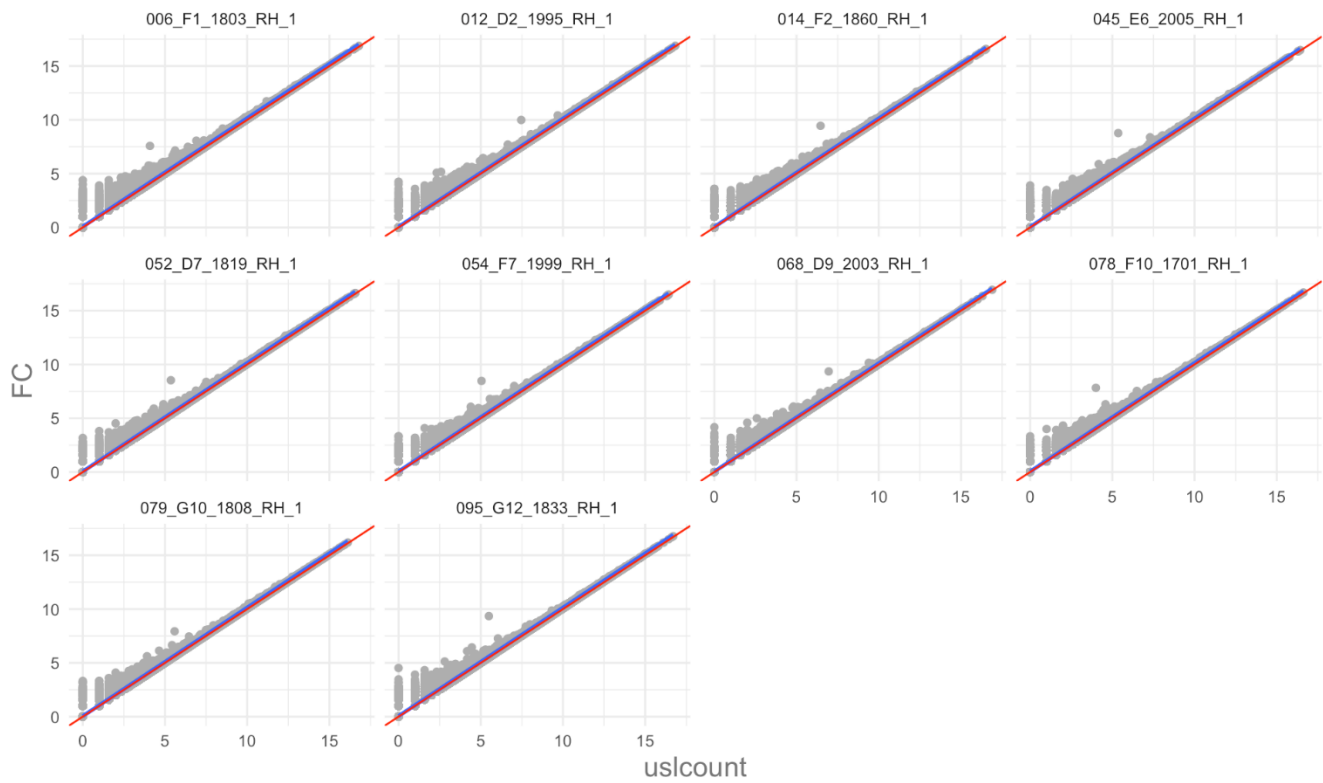 006_F1_1803_RH_1
012_D2_1995_RH_1
014_F2_1860_RH_1
045_E6_2005_RH_1
15
10
5
0
052_D7_1819_RH_1
054_F7_1999_RH_1
068_D9_2003_RH_1
078_F10_1701_RH_1
15
10
5
0
0 5 10 15
0 5 10 15
079_G10_1808_RH_1
095_G12_1833_RH_1
15
10
5
0
0 5 10 15
0 5 10 15
FC
uslcount